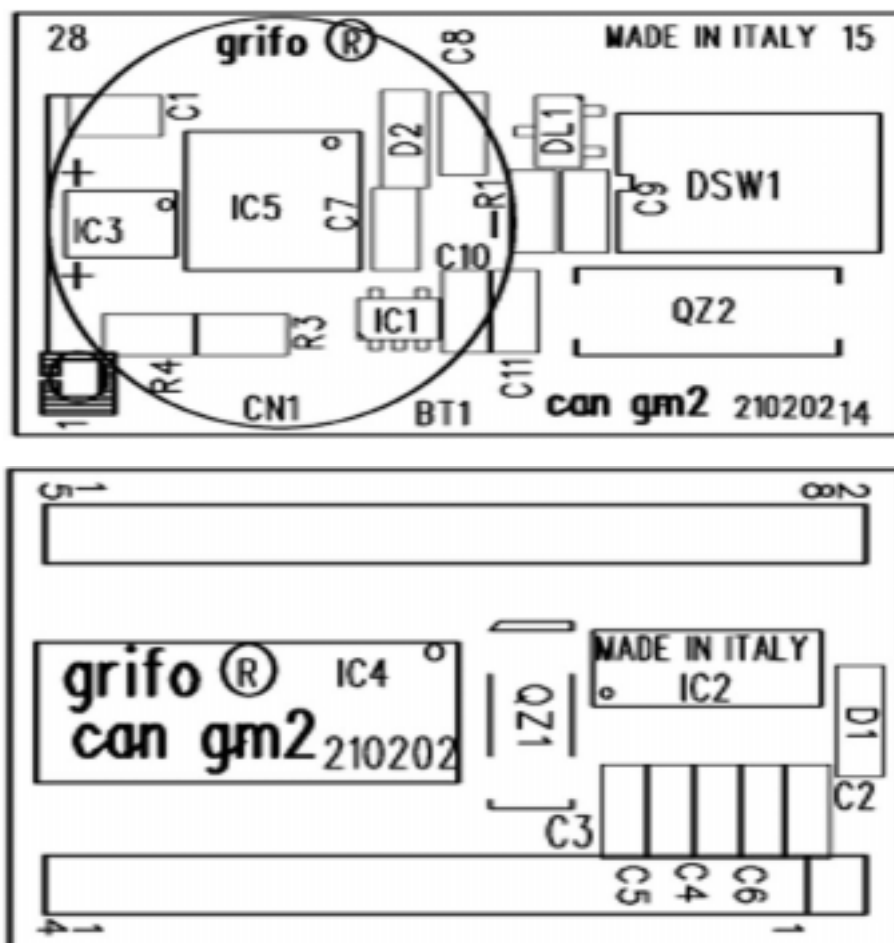 28 grifo ® C8 MADE IN ITALY 15
C1 D2 DL1
+ IC3 IC5 C7 R1 - C9 DSW1
+ C10
R4 R3 IC1 C11 QZ2
1 CN1 BT1 can gm2 210202 14
5 1 8 2
grifo ® IC4 QZ1 MADE IN ITALY
can gm2 210202 IC2 D1
C3 C2
C5 C4 C6
4 1 1